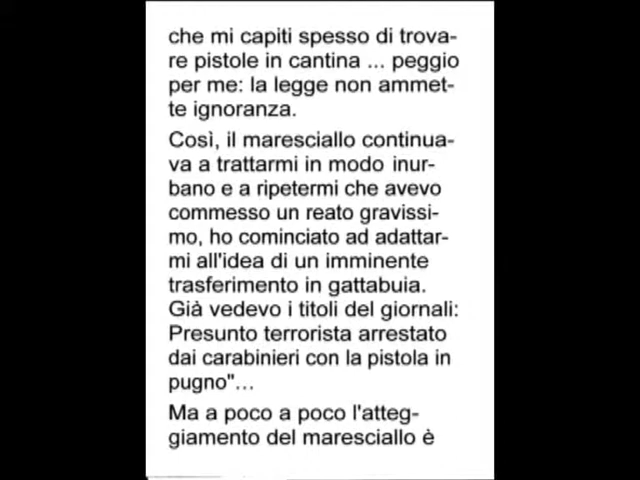 che mi capiti spesso di trova-
re pistole in cantina ... peggio
per me: la legge non ammet-
te ignoranza.
Così, il maresciallo continua-
va a trattarmi in modo inur-
bano e a ripetermi che avevo
commesso un reato gravissi-
mo, ho cominciato ad adattar-
mi all'idea di un imminente
trasferimento in gattabuia.
Già vedevo i titoli del giornali:
Presunto terrorista arrestato
dai carabinieri con la pistola in
pugno"...
Ma a poco a poco l'atteg-
giamento del maresciallo è